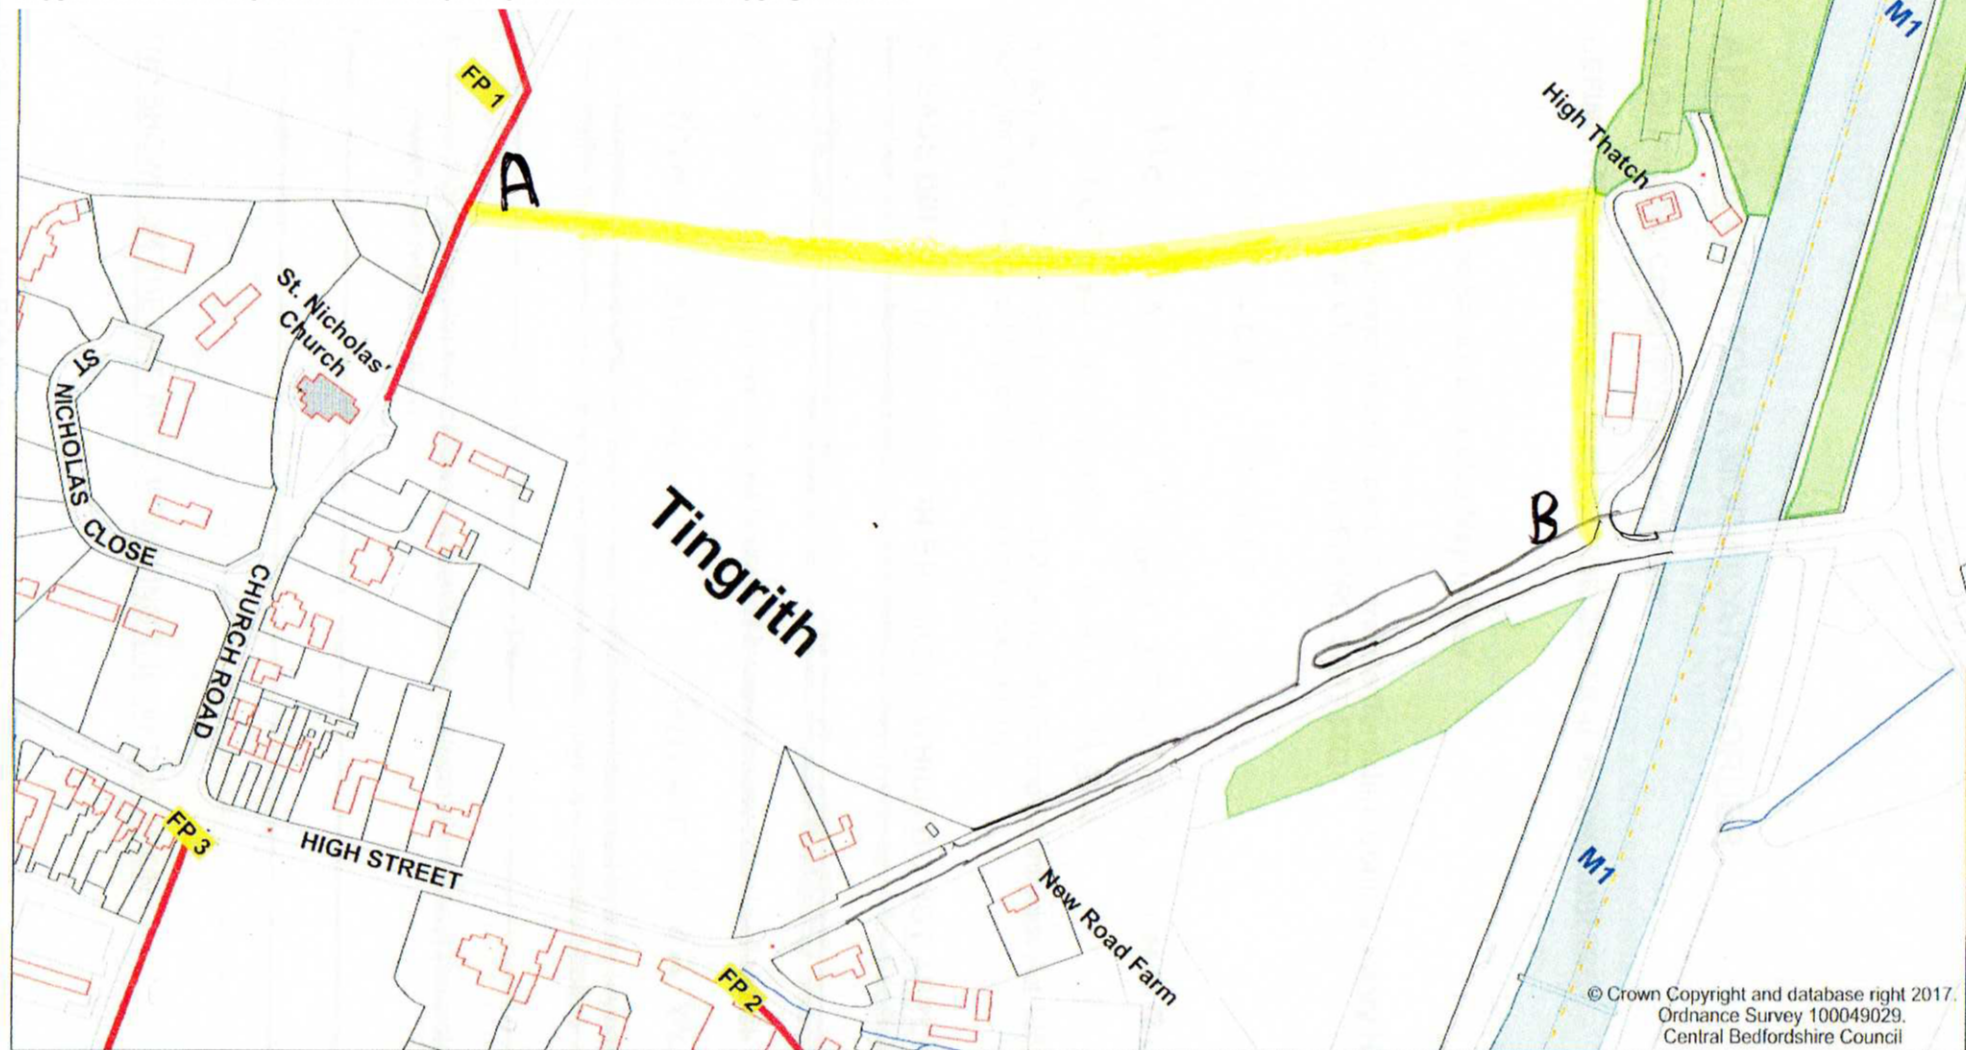 M1
FP 1
High Thatch
A
St. Nicholas'
Church
ST
NICHOLAS
CLOSE
B
Tingrith
CHURCH ROAD
FP 3
HIGH STREET
M1
New Road Farm
FP 2
© Crown Copyright and database right 2017.
Ordnance Survey 100049029.
Central Bedfordshire Council